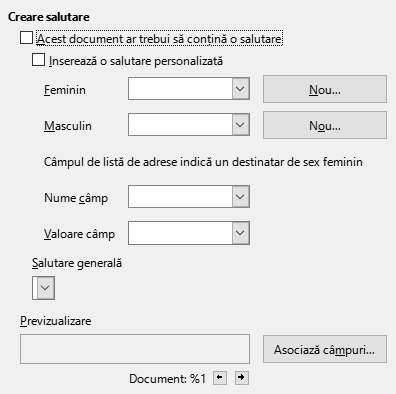 Creare salutare
Acest document ar trebui să conțină o salutare
Inserează o salutare personalizată
Feminin
Nou...
Masculin
Nou...
Câmpul de listă de adrese indică un destinatar de sex feminin
Nume câmp
Valoare câmp
Salutare generală
Previzualizare
Asociază câmpuri...
Document: %1